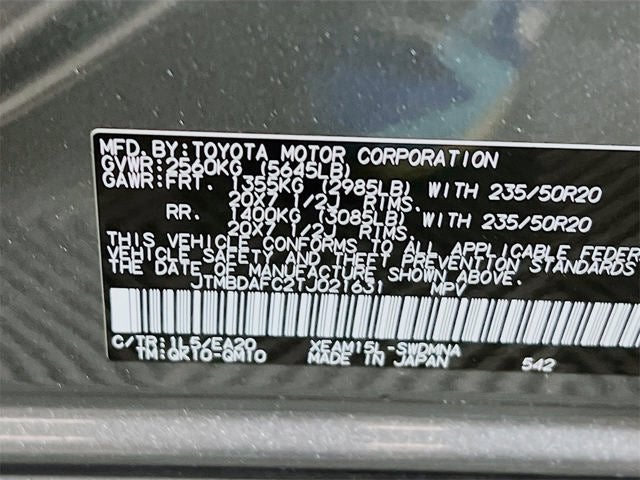 MFD. BY: TOYOTA MOTOR CORPORATION
GVWR: 2560KG (5645LB)
GAWR: FRT. 1355KG (2985LB) WITH 235/50R20
20X7 1/2J RTMS.
RR. 1400KG (3085LB) WITH 235/50R20
20X7 1/2J RTMS.
THIS VEHICLE CONFORMS TO ALL APPLICABLE FEDER
VEHICLE SAFETY AND THEFT PREVENTION STANDARDS
THE DATE OF MANUFACTURE SHOWN ABOVE.
JTMBDAFC2TJ021631 MPV
C/TR: 1L5/EA20 XEAM15L-SWDMNA
TM: QK10-QM10 MADE IN JAPAN 542